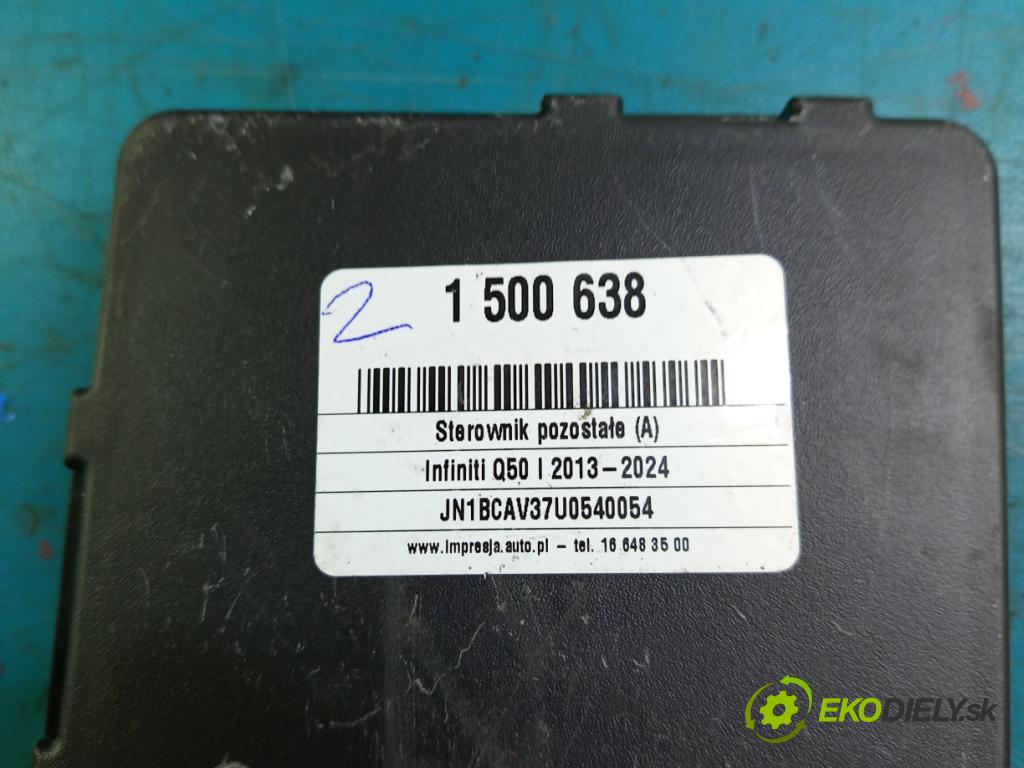 2 1 500 638
Sterownik pozostałe (A)
Infiniti Q50 I 2013-2024
JN1BCAV37U0540054
www.impresja.auto.pl - tel. 16 648 35 00
EKODIELY.sk